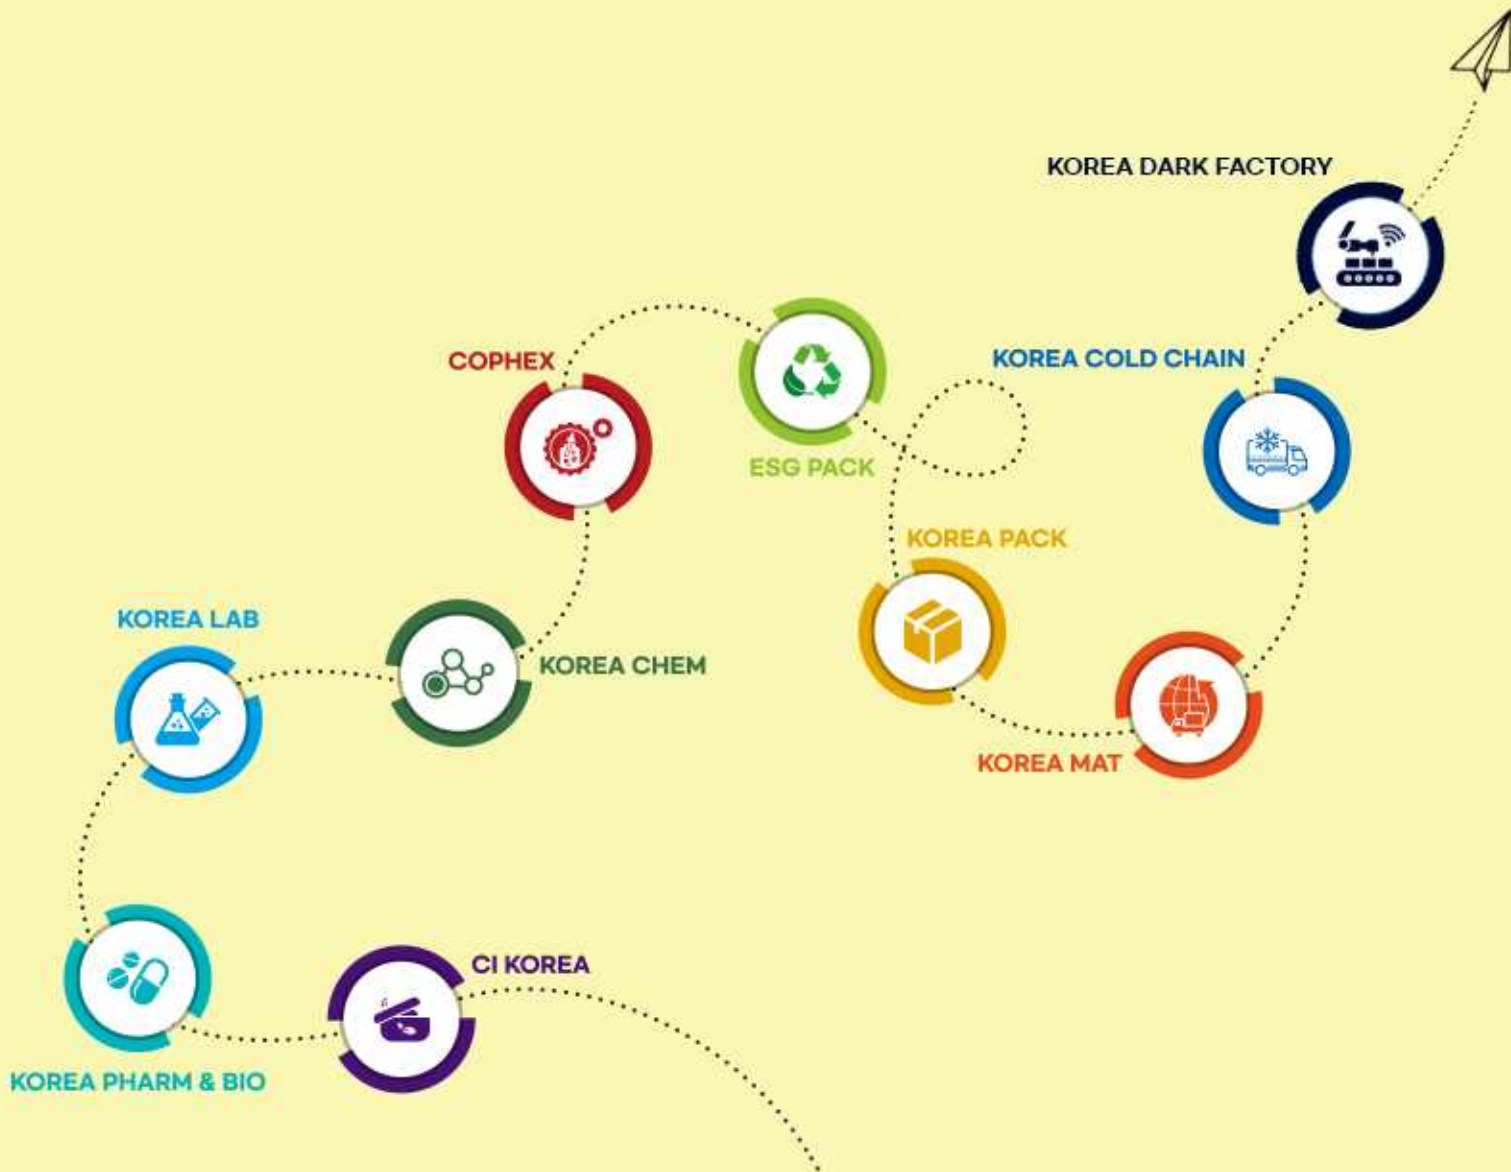 KOREA DARK FACTORY
COPHEX
KOREA COLD CHAIN
ESG PACK
KOREA PACK
KOREA LAB
KOREA CHEM
KOREA MAT
CI KOREA
KOREA PHARM & BIO